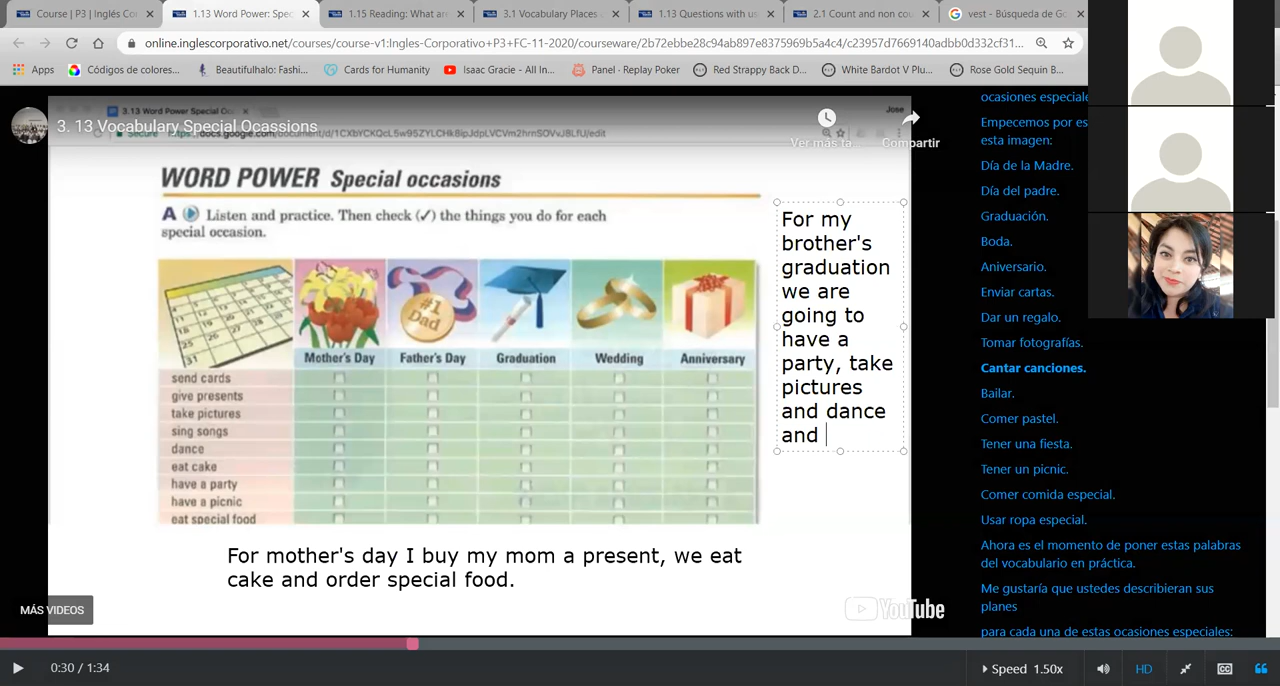 Course | P3 | Inglés Co
1.13 Word Power: Spec
1.15 Reading: What are
3.1 Vocabulary Places
1.13 Questions with us
2.1 Count and non cou
vest - Búsqueda de Go
online.inglescorporativo.net/courses/course-v1:Ingles-Corporativo+P3+FC-11-2020/courseware/2b72ebbe28c94ab897e8375969b5a4c4/c23957d7669140adbb0d332cf31...
Apps
Códigos de colores...
Beautifulhalo: Fashi...
Cards for Humanity
Isaac Gracie - All In...
Panel · Replay Poker
Red Strappy Back D...
White Bardot V Plu...
Rose Gold Sequin B...
3.13 Word Power Special Oc
Jose
3. 13 Vocabulary Special Ocassions
Ver más ta...
Compartir
WORD POWER Special occasions
A Listen and practice. Then check (✓) the things you do for each
special occasion.
#1
Dad
Mother's Day Father's Day Graduation Wedding Anniversary
send cards
give presents
take pictures
sing songs
dance
eat cake
have a party
have a picnic
eat special food
For my
brother's
graduation
we are
going to
have a
party, take
pictures
and dance
and
For mother's day I buy my mom a present, we eat
cake and order special food.
MÁS VIDEOS
YouTube
ocasiones especiale
Empecemos por es
esta imagen:
Día de la Madre.
Día del padre.
Graduación.
Boda.
Aniversario.
Enviar cartas.
Dar un regalo.
Tomar fotografías.
Cantar canciones.
Bailar.
Comer pastel.
Tener una fiesta.
Tener un picnic.
Comer comida especial.
Usar ropa especial.
Ahora es el momento de poner estas palabras
del vocabulario en práctica.
Me gustaría que ustedes describieran sus
planes
para cada una de estas ocasiones especiales:
0:30 / 1:34
Speed 1.50x
HD
CC